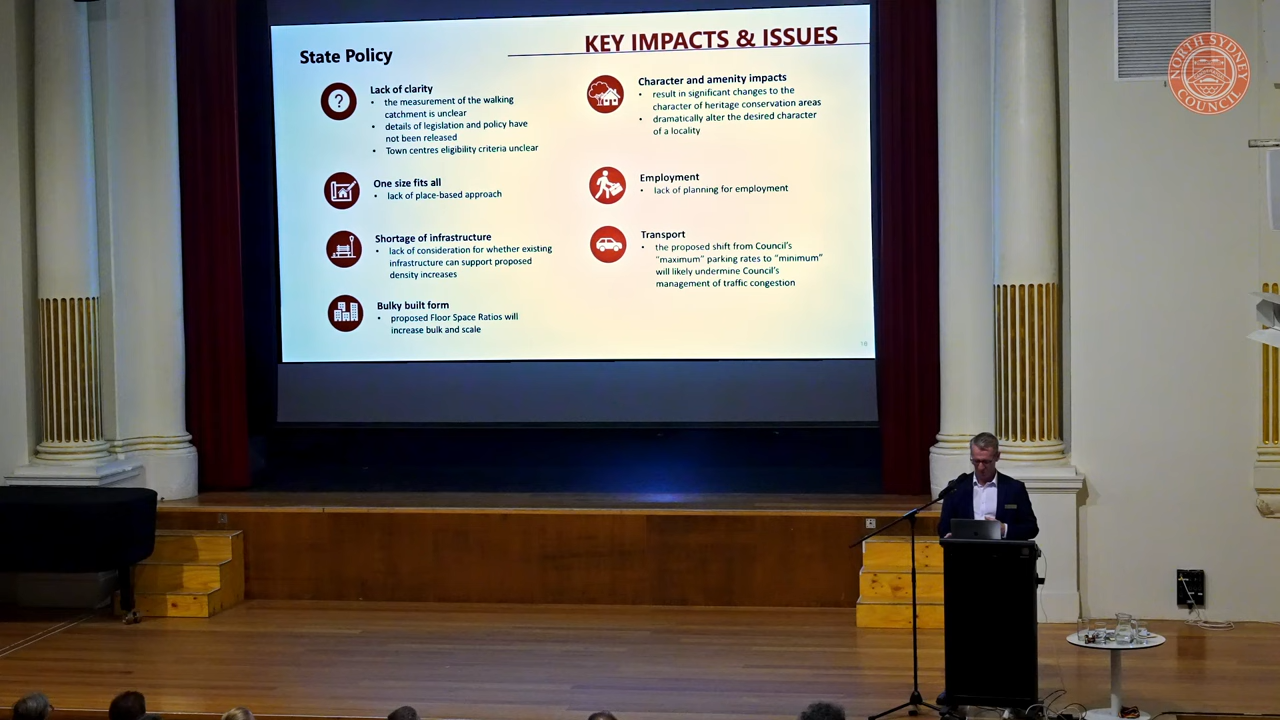 State Policy
KEY IMPACTS & ISSUES
Lack of clarity
• the measurement of the walking
catchment is unclear
• details of legislation and policy have
not been released
• Town centres eligibility criteria unclear
One size fits all
• lack of place-based approach
Shortage of infrastructure
• lack of consideration for whether existing
infrastructure can support proposed
density increases
Bulky built form
• proposed Floor Space Ratios will
increase bulk and scale
Character and amenity impacts
• result in significant changes to the
character of heritage conservation areas
• dramatically alter the desired character
of a locality
Employment
• lack of planning for employment
Transport
• the proposed shift from Council's
"maximum" parking rates to "minimum"
will likely undermine Council's
management of traffic congestion
NORTH SYDNEY
COUNCIL